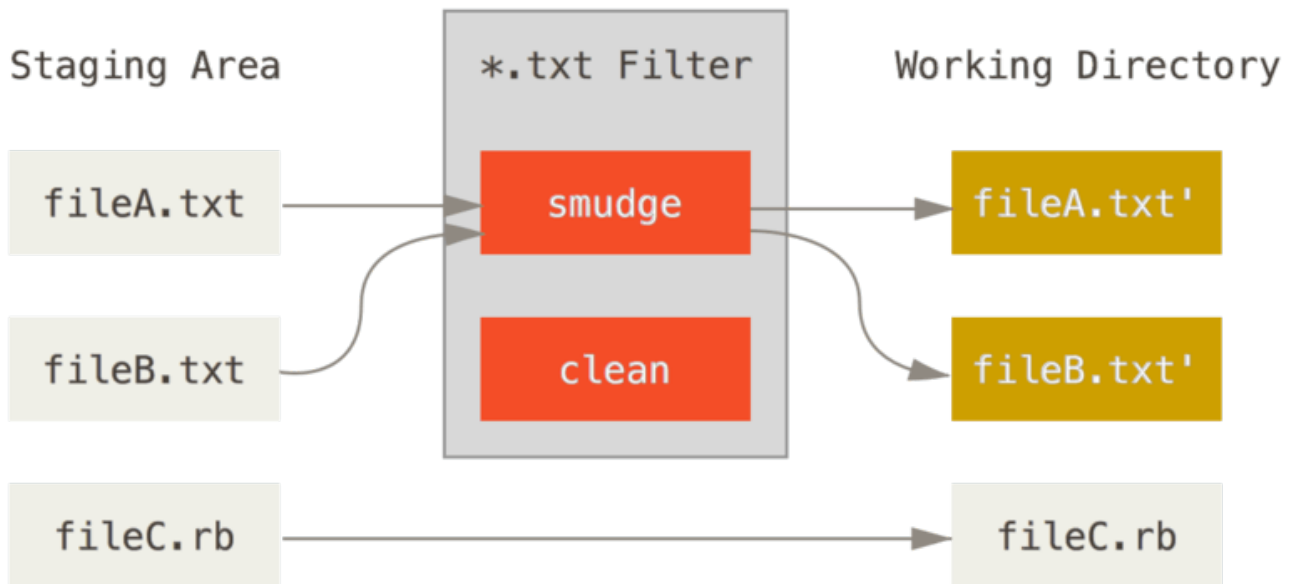 Staging Area
*.txt Filter
Working Directory
fileA.txt
smudge
fileA.txt'
fileB.txt
clean
fileB.txt'
fileC.rb
fileC.rb